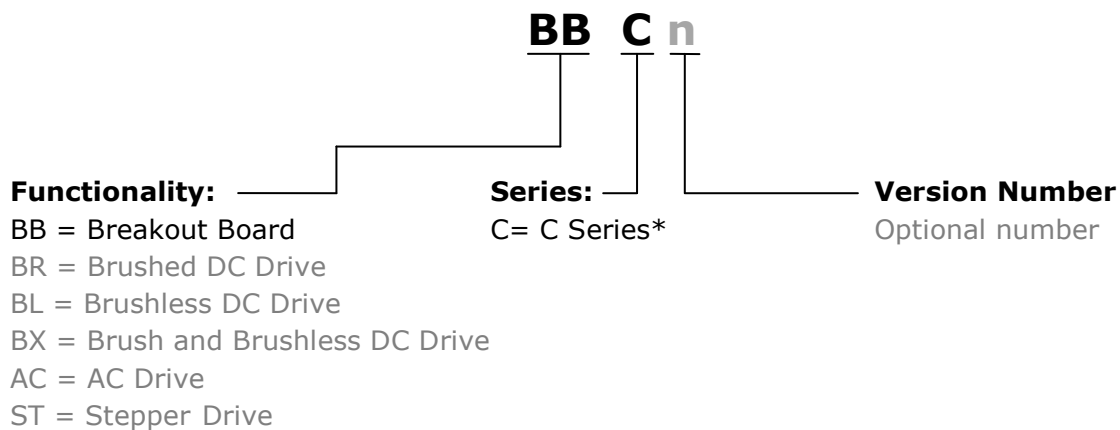 BB C n
Functionality:
Series:
Version Number
BB = Breakout Board
C= C Series*
Optional number
BR = Brushed DC Drive
BL = Brushless DC Drive
BX = Brush and Brushless DC Drive
AC = AC Drive
ST = Stepper Drive